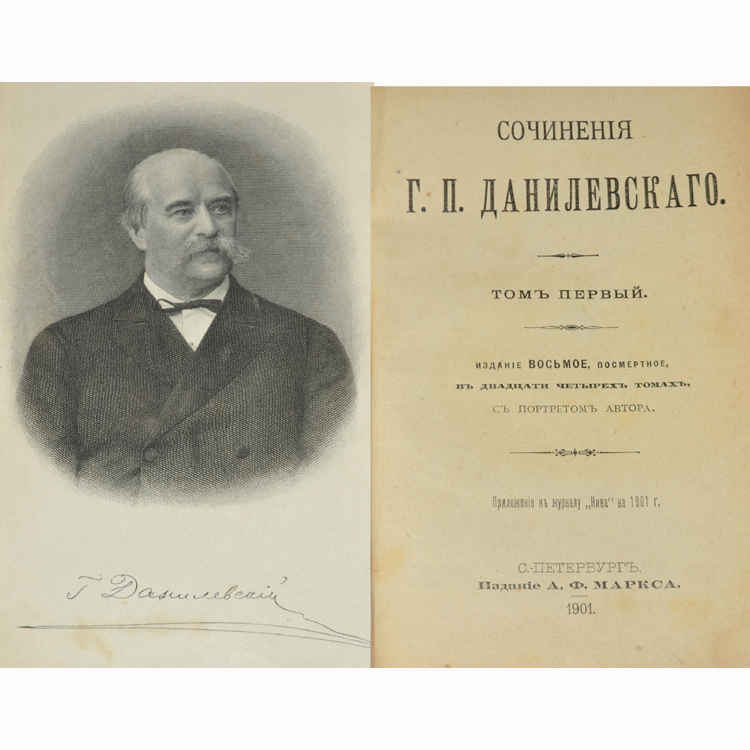 Г. Данилевскій
СОЧИНЕНІЯ
Г. П. ДАНИЛЕВСКАГО.
ТОМЪ ПЕРВЫЙ.
ИЗДАНІЕ ВОСЬМОЕ, ПОСМЕРТНОЕ,
ВЪ ДВАДЦАТИ ЧЕТЫРЕХЪ ТОМАХЪ,
СЪ ПОРТРЕТОМЪ АВТОРА.
Приложеніе къ журналу „Нива" на 1901 г.
С.-ПЕТЕРБУРГЪ.
Изданіе А. Ф. МАРКСА.
1901.